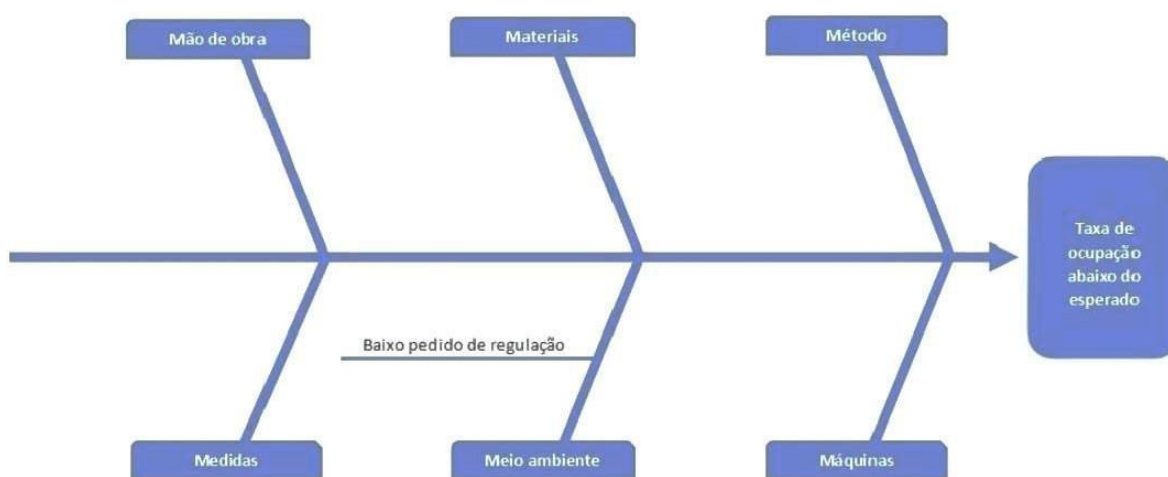 Mão de obra
Materiais
Método
Taxa de
ocupação
abaixo do
esperado
Baixo pedido de regulação
Medidas
Meio ambiente
Máquinas